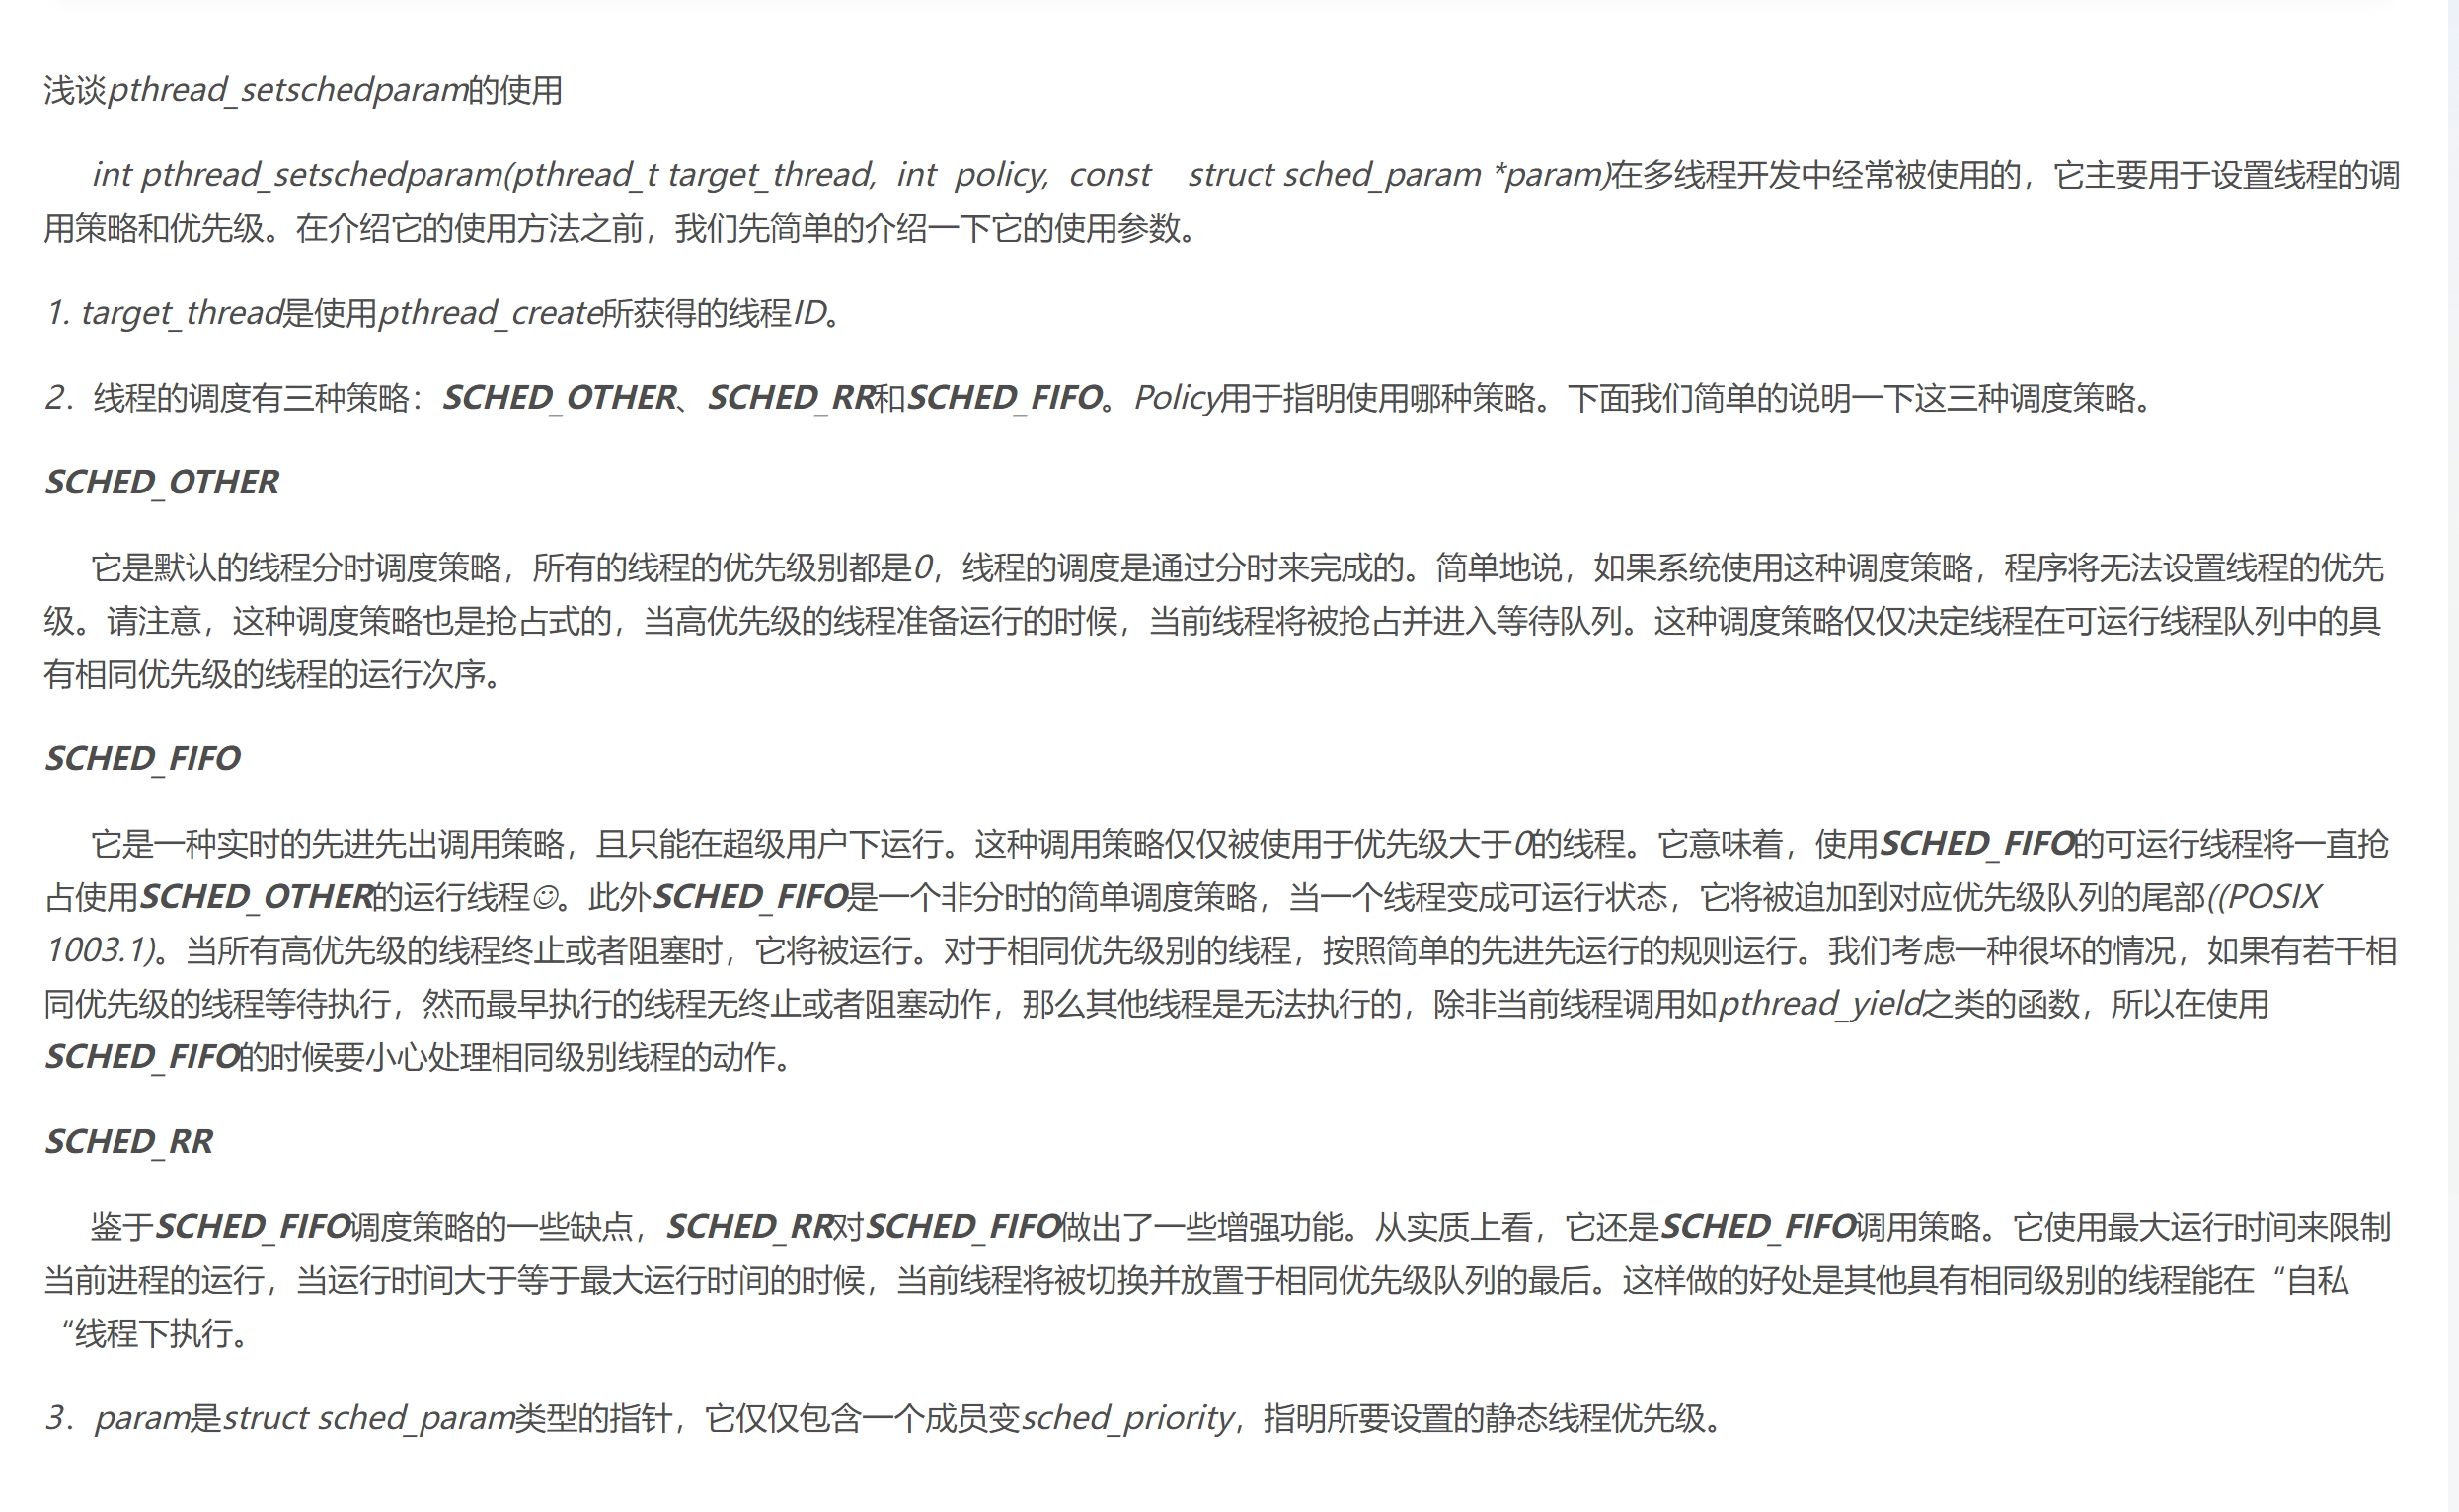 浅谈pthread_setschedparam的使用
int pthread_setschedparam(pthread_t target_thread, int policy, const struct sched_param *param)在多线程开发中经常被使用的，它主要用于设置线程的调
用策略和优先级。在介绍它的使用方法之前，我们先简单的介绍一下它的使用参数。
1. target_thread是使用pthread_create所获得的线程ID。
2．线程的调度有三种策略：SCHED_OTHER、SCHED_RR和SCHED_FIFO。Policy用于指明使用哪种策略。下面我们简单的说明一下这三种调度策略。
SCHED_OTHER
它是默认的线程分时调度策略，所有的线程的优先级别都是0，线程的调度是通过分时来完成的。简单地说，如果系统使用这种调度策略，程序将无法设置线程的优先
级。请注意，这种调度策略也是抢占式的，当高优先级的线程准备运行的时候，当前线程将被抢占并进入等待队列。这种调度策略仅仅决定线程在可运行线程队列中的具
有相同优先级的线程的运行次序。
SCHED_FIFO
它是一种实时的先进先出调用策略，且只能在超级用户下运行。这种调用策略仅仅被使用于优先级大于0的线程。它意味着，使用SCHED_FIFO的可运行线程将一直抢
占使用SCHED_OTHER的运行线程☺。此外SCHED_FIFO是一个非分时的简单调度策略，当一个线程变成可运行状态，它将被追加到对应优先级队列的尾部((POSIX
1003.1)。当所有高优先级的线程终止或者阻塞时，它将被运行。对于相同优先级别的线程，按照简单的先进先运行的规则运行。我们考虑一种很坏的情况，如果有若干相
同优先级的线程等待执行，然而最早执行的线程无终止或者阻塞动作，那么其他线程是无法执行的，除非当前线程调用如pthread_yield之类的函数，所以在使用
SCHED_FIFO的时候要小心处理相同级别线程的动作。
SCHED_RR
鉴于SCHED_FIFO调度策略的一些缺点，SCHED_RR对SCHED_FIFO做出了一些增强功能。从实质上看，它还是SCHED_FIFO调用策略。它使用最大运行时间来限制
当前进程的运行，当运行时间大于等于最大运行时间的时候，当前线程将被切换并放置于相同优先级队列的最后。这样做的好处是其他具有相同级别的线程能在“自私
“线程下执行。
3．param是struct sched_param类型的指针，它仅仅包含一个成员变sched_priority，指明所要设置的静态线程优先级。